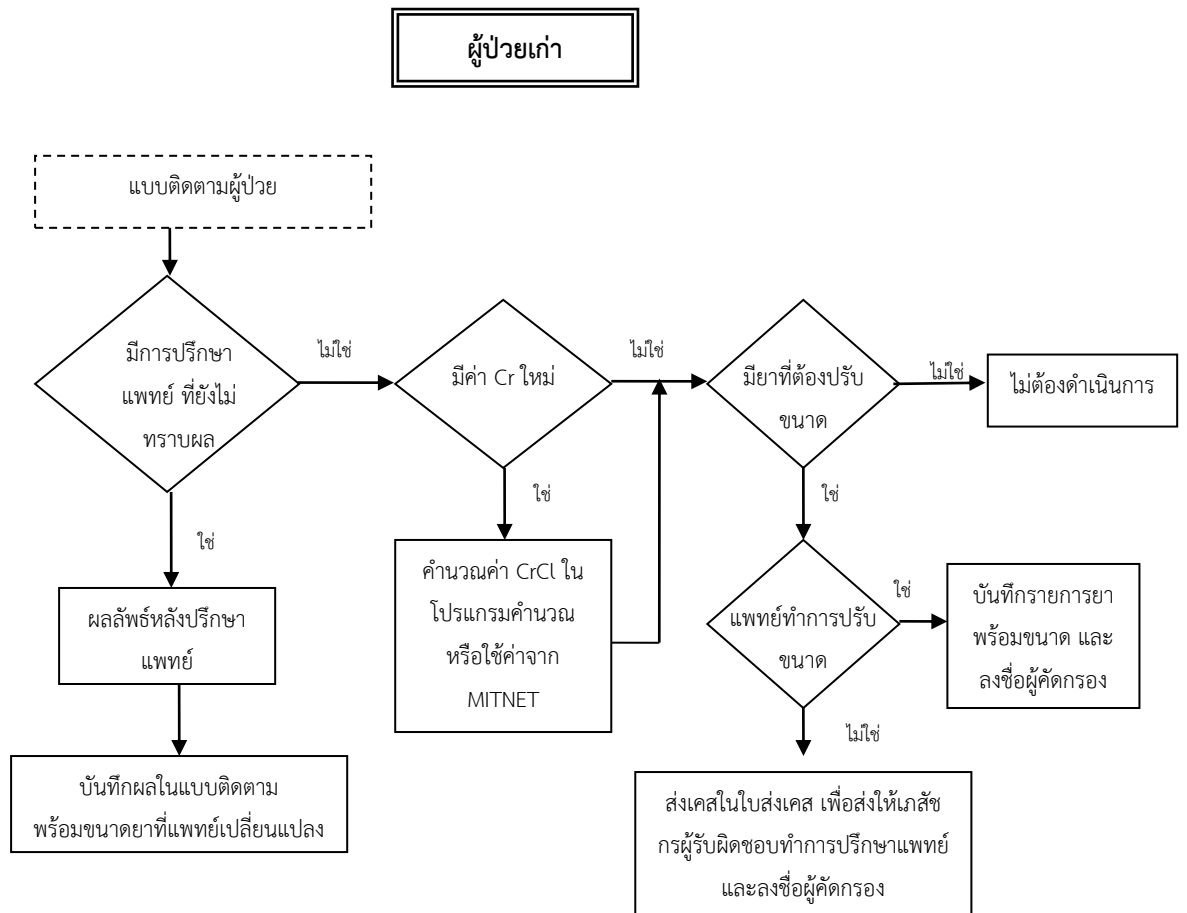 ผู้ป่วยเก่า
แบบติดตามผู้ป่วย
มีการปรึกษา
แพทย์ ที่ยังไม่
ทราบผล
ไม่ใช่
มีค่า Cr ใหม่
ไม่ใช่
มียาที่ต้องปรับ
ขนาด
ไม่ใช่
ไม่ต้องดำเนินการ
ใช่
ใช่
ใช่
ผลลัพธ์หลังปรึกษา
แพทย์
คำนวณค่า CrCl ใน
โปรแกรมคำนวณ
หรือใช้ค่าจาก
MITNET
แพทย์ทำการปรับ
ขนาด
ใช่
บันทึกรายการยา
พร้อมขนาด และ
ลงชื่อผู้คัดกรอง
ไม่ใช่
บันทึกผลในแบบติดตาม
พร้อมขนาดยาที่แพทย์เปลี่ยนแปลง
ส่งเคสในใบส่งเคส เพื่อส่งให้เภสัช
กรผู้รับผิดชอบทำการปรึกษาแพทย์
และลงชื่อผู้คัดกรอง